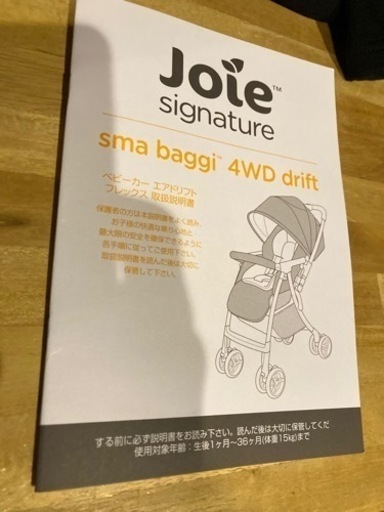 Joie™
signature
sma baggi™ 4WD drift
ベビーカー エアドリフト
フレックス 取扱説明書
保護者の方は本説明書をよく読み、
お子様の快適な乗り心地と
最大限の安全を確保できるように
各手順に従ってご使用下さい。
取扱説明書を読んだ後は大切に
保管して下さい。
する前に必ず説明書をお読み下さい。読んだ後は大切に保管してくだ
使用対象年齢：生後1ヶ月～36ヶ月(体重15kg)まで